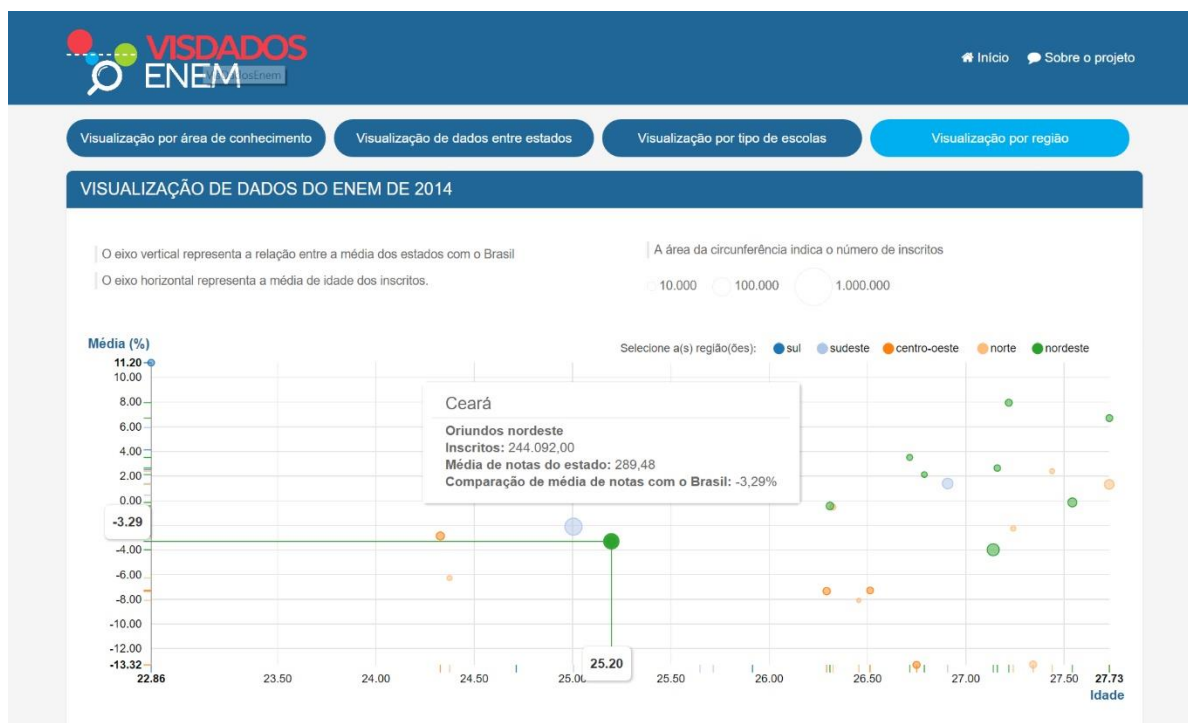 VISDADOS
ENEM
Início
Sobre o projeto
Visualização por área de conhecimento
Visualização de dados entre estados
Visualização por tipo de escolas
Visualização por região
VISUALIZAÇÃO DE DADOS DO ENEM DE 2014
O eixo vertical representa a relação entre a média dos estados com o Brasil
O eixo horizontal representa a média de idade dos inscritos.
A área da circunferência indica o número de inscritos
10.000
100.000
1.000.000
Média (%)
Selecione a(s) região(ões):
sul
sudeste
centro-oeste
norte
nordeste
11.20
10.00
8.00
6.00
4.00
2.00
0.00
-3.29
-4.00
-6.00
-8.00
-10.00
-12.00
-13.32
Ceará
Oriundos nordeste
Inscritos: 244.092,00
Média de notas do estado: 289,48
Comparação de média de notas com o Brasil: -3,29%
25.20
22.86
23.50
24.00
24.50
25.50
26.00
26.50
27.00
27.50
27.73
Idade